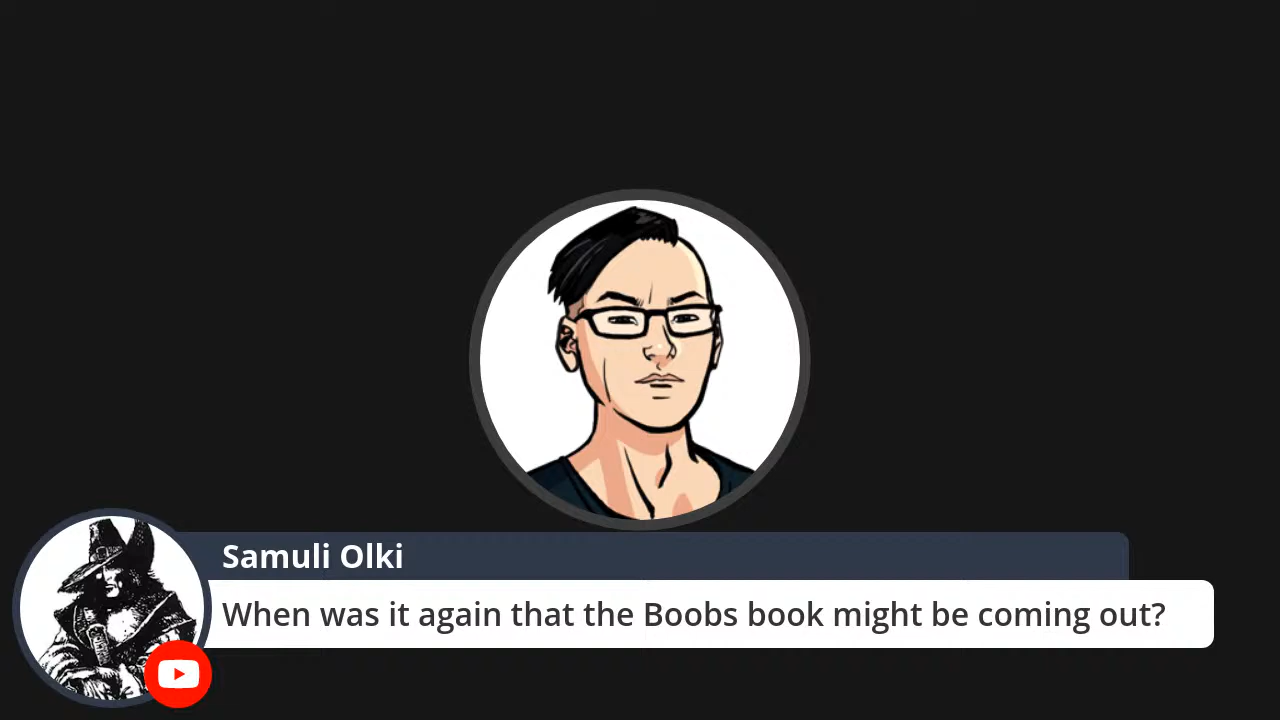 Samuli Olki
When was it again that the Boobs book might be coming out?